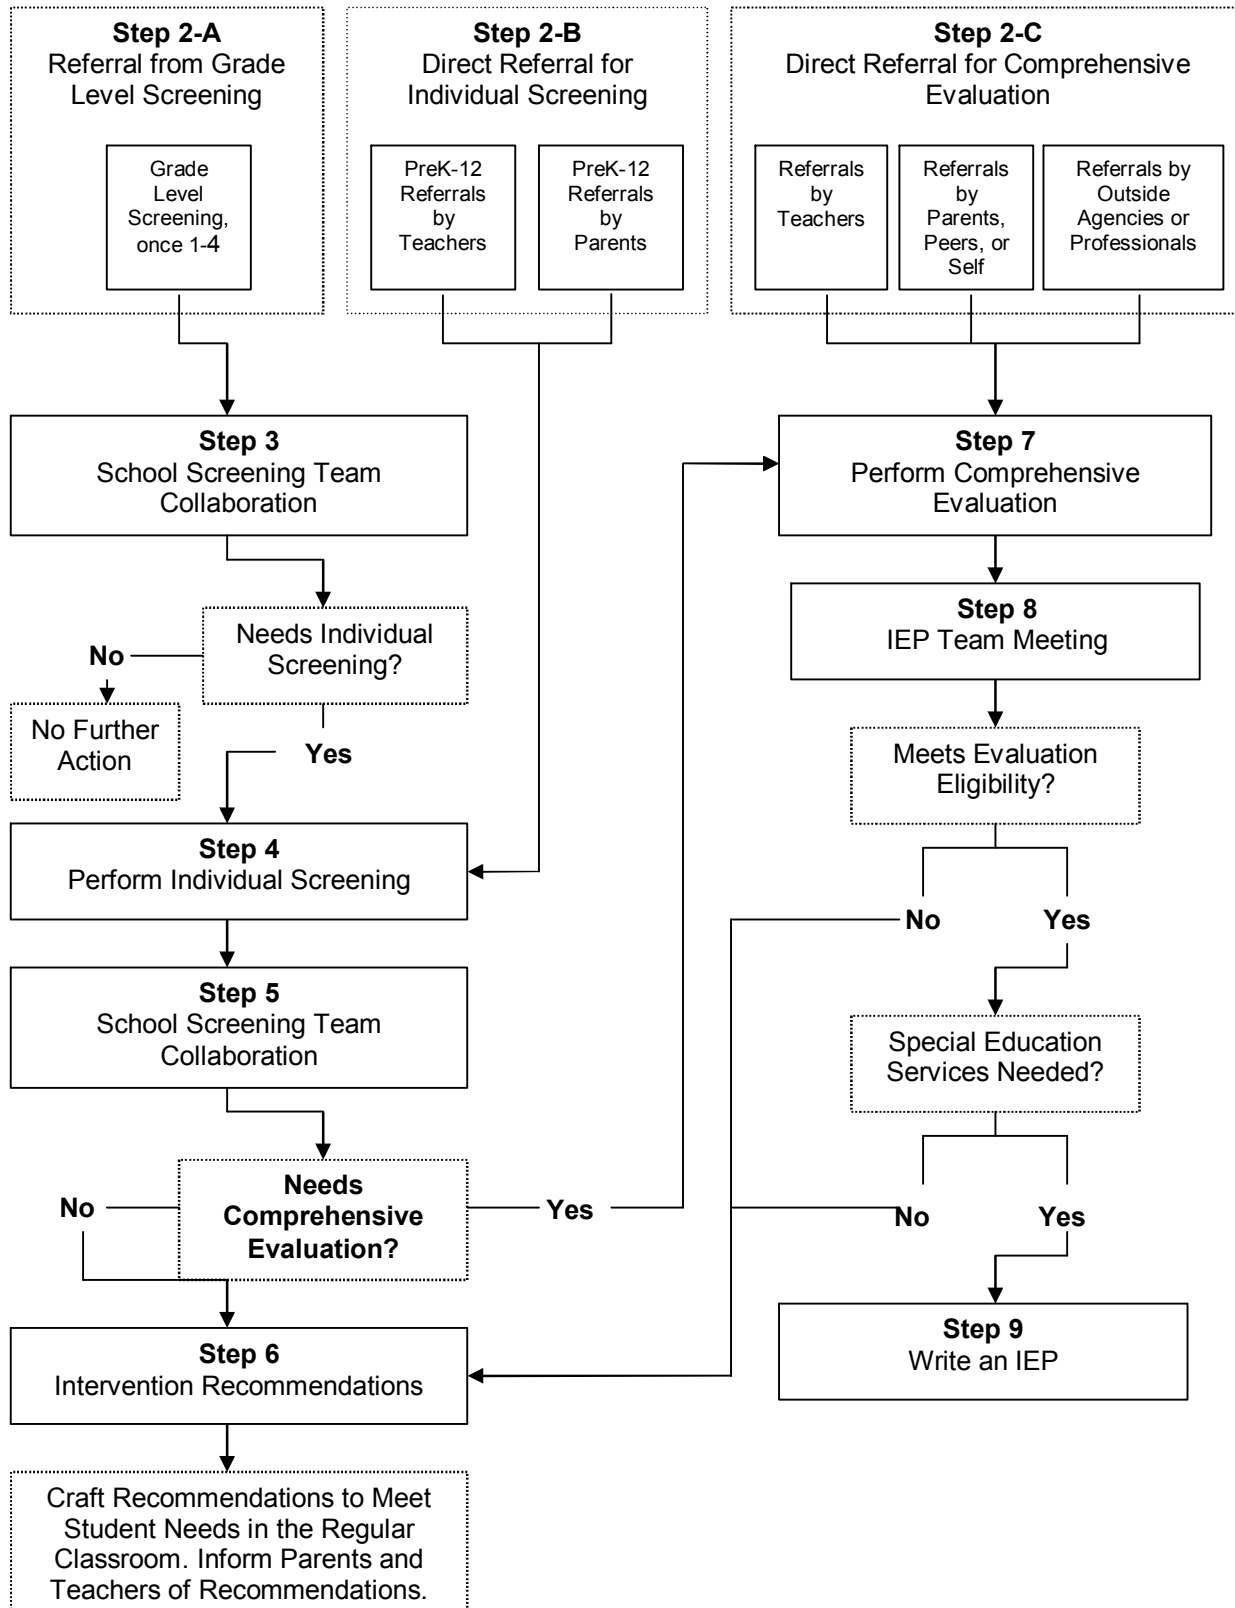 Step 2-A
Referral from Grade
Level Screening
Grade
Level
Screening,
once 1-4
Step 2-B
Direct Referral for
Individual Screening
PreK-12
Referrals
by
Teachers
PreK-12
Referrals
by
Parents
Step 2-C
Direct Referral for Comprehensive
Evaluation
Referrals
by
Teachers
Referrals
by
Parents,
Peers, or
Self
Referrals by
Outside
Agencies or
Professionals
Step 3
School Screening Team
Collaboration
Needs Individual
Screening?
No
No Further
Action
Yes
Step 4
Perform Individual Screening
Step 5
School Screening Team
Collaboration
Needs
Comprehensive
Evaluation?
No
Yes
Step 6
Intervention Recommendations
Craft Recommendations to Meet
Student Needs in the Regular
Classroom. Inform Parents and
Teachers of Recommendations.
Step 7
Perform Comprehensive
Evaluation
Step 8
IEP Team Meeting
Meets Evaluation
Eligibility?
No
Yes
Special Education
Services Needed?
No
Yes
Step 9
Write an IEP